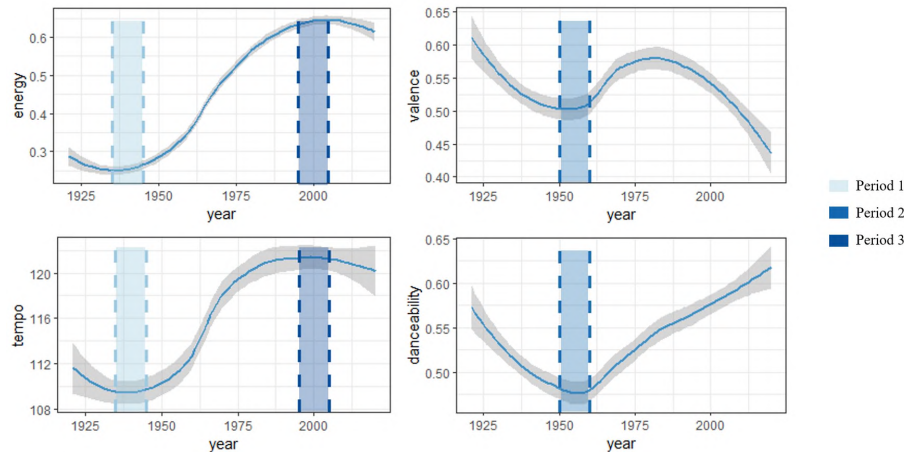 energy
0.6
0.5
0.4
0.3
1925 1950 1975 2000
year
valence
0.65
0.60
0.55
0.50
0.45
0.40
1925 1950 1975 2000
year
tempo
120
116
112
108
1925 1950 1975 2000
year
danceability
0.65
0.60
0.55
0.50
1925 1950 1975 2000
year
Period 1
Period 2
Period 3